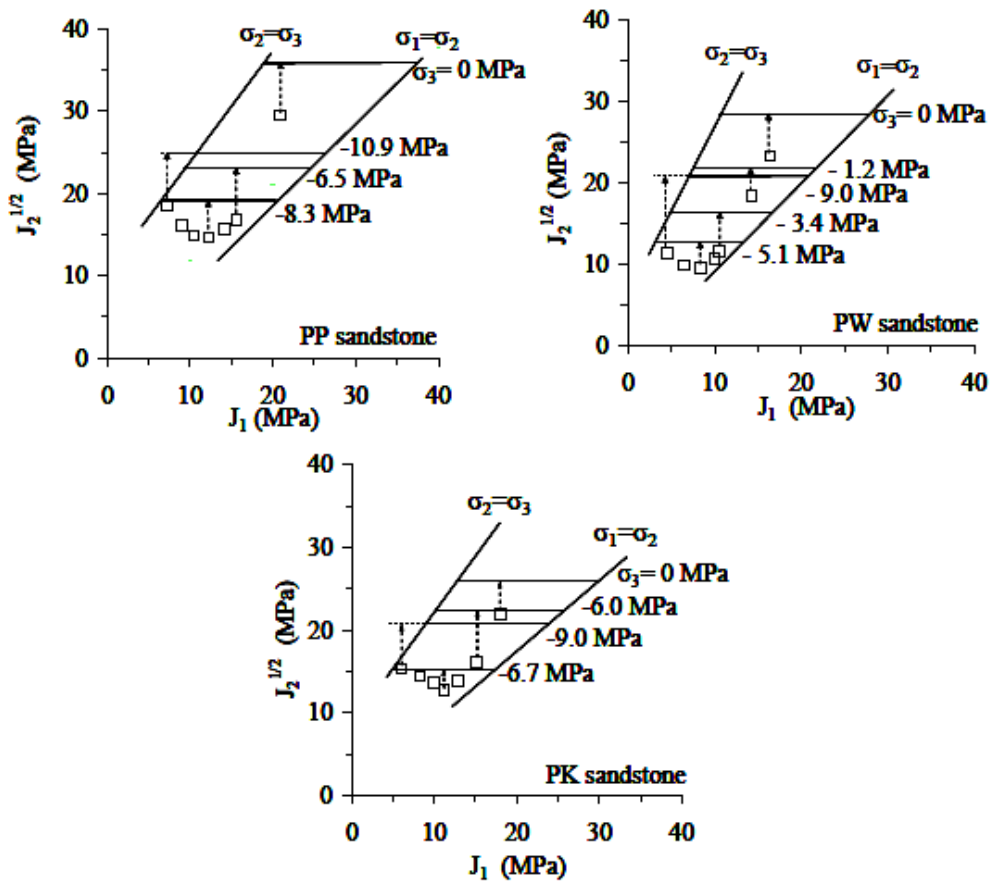 40
30
20
10
0
J₂^1/2 (MPa)
σ₂=σ₃
σ₁=σ₂
σ₃= 0 MPa
-10.9 MPa
-6.5 MPa
-8.3 MPa
PP sandstone
0 10 20 30 40
J₁ (MPa)
40
30
20
10
0
J₂^1/2 (MPa)
σ₂=σ₃
σ₁=σ₂
σ₃= 0 MPa
- 1.2 MPa
- 9.0 MPa
- 3.4 MPa
- 5.1 MPa
PW sandstone
0 10 20 30 40
J₁ (MPa)
40
30
20
10
0
J₂^1/2 (MPa)
σ₂=σ₃
σ₁=σ₂
σ₃= 0 MPa
-6.0 MPa
-9.0 MPa
-6.7 MPa
PK sandstone
0 10 20 30 40
J₁ (MPa)